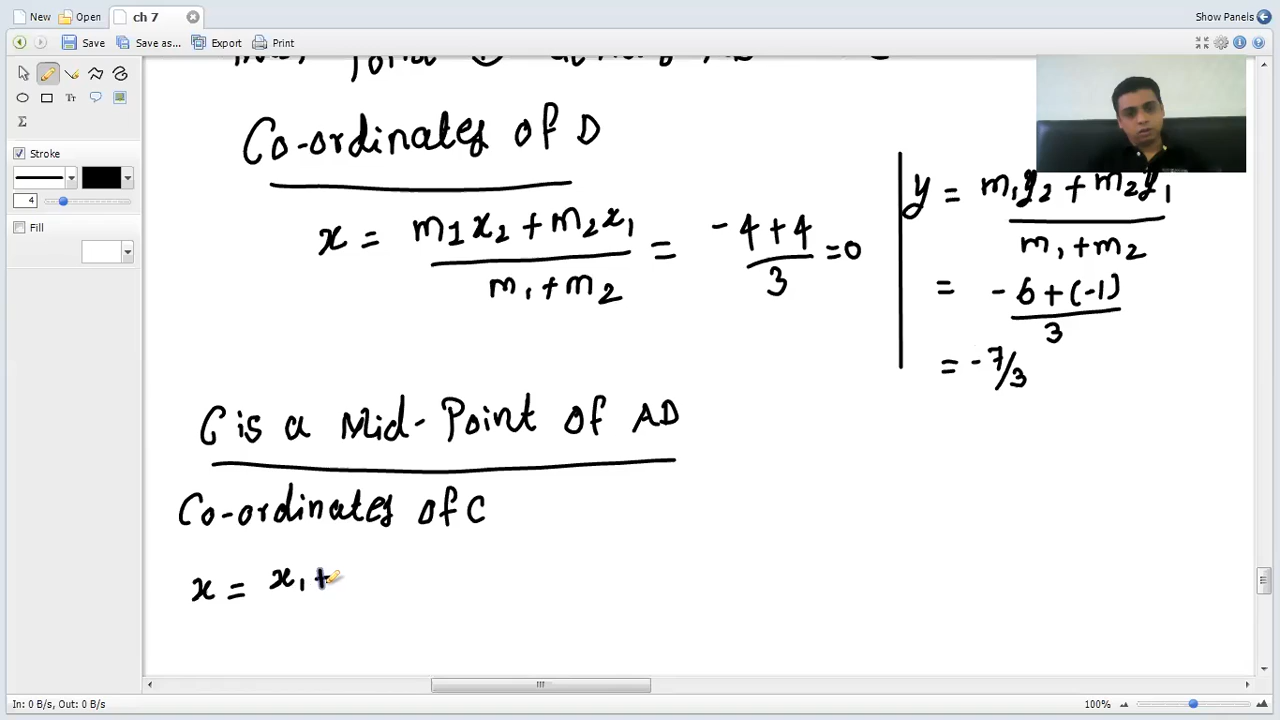 New Open ch 7 Show Panels
Save Save as... Export Print
Point D
Co-ordinates of D
x = m1x2 + m2x1 / m1 + m2 = -4 + 4 / 3 = 0
y = m1y2 + m2y1 / m1 + m2
= -6 + (-1) / 3
= -7/3
C is a Mid-Point of AD
Co-ordinates of C
x = x1 +
Tr
Σ
Stroke
4
Fill
In: 0 B/s, Out: 0 B/s 100%